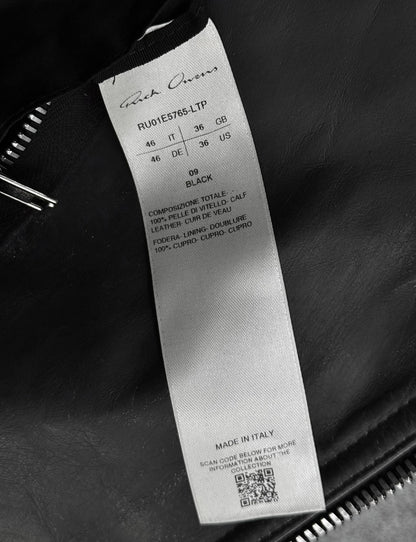 Rick Owens
RU01E5765-LTP
46 IT 36 GB
46 DE 36 US
09
BLACK
COMPOSIZIONE TOTALE-
100% PELLE DI VITELLO- CALF
LEATHER- CUIR DE VEAU
FODERA- LINING- DOUBLURE
100% CUPRO- CUPRO- CUPRO
MADE IN ITALY
SCAN CODE BELOW FOR MORE
INFORMATION ABOUT THE
COLLECTION